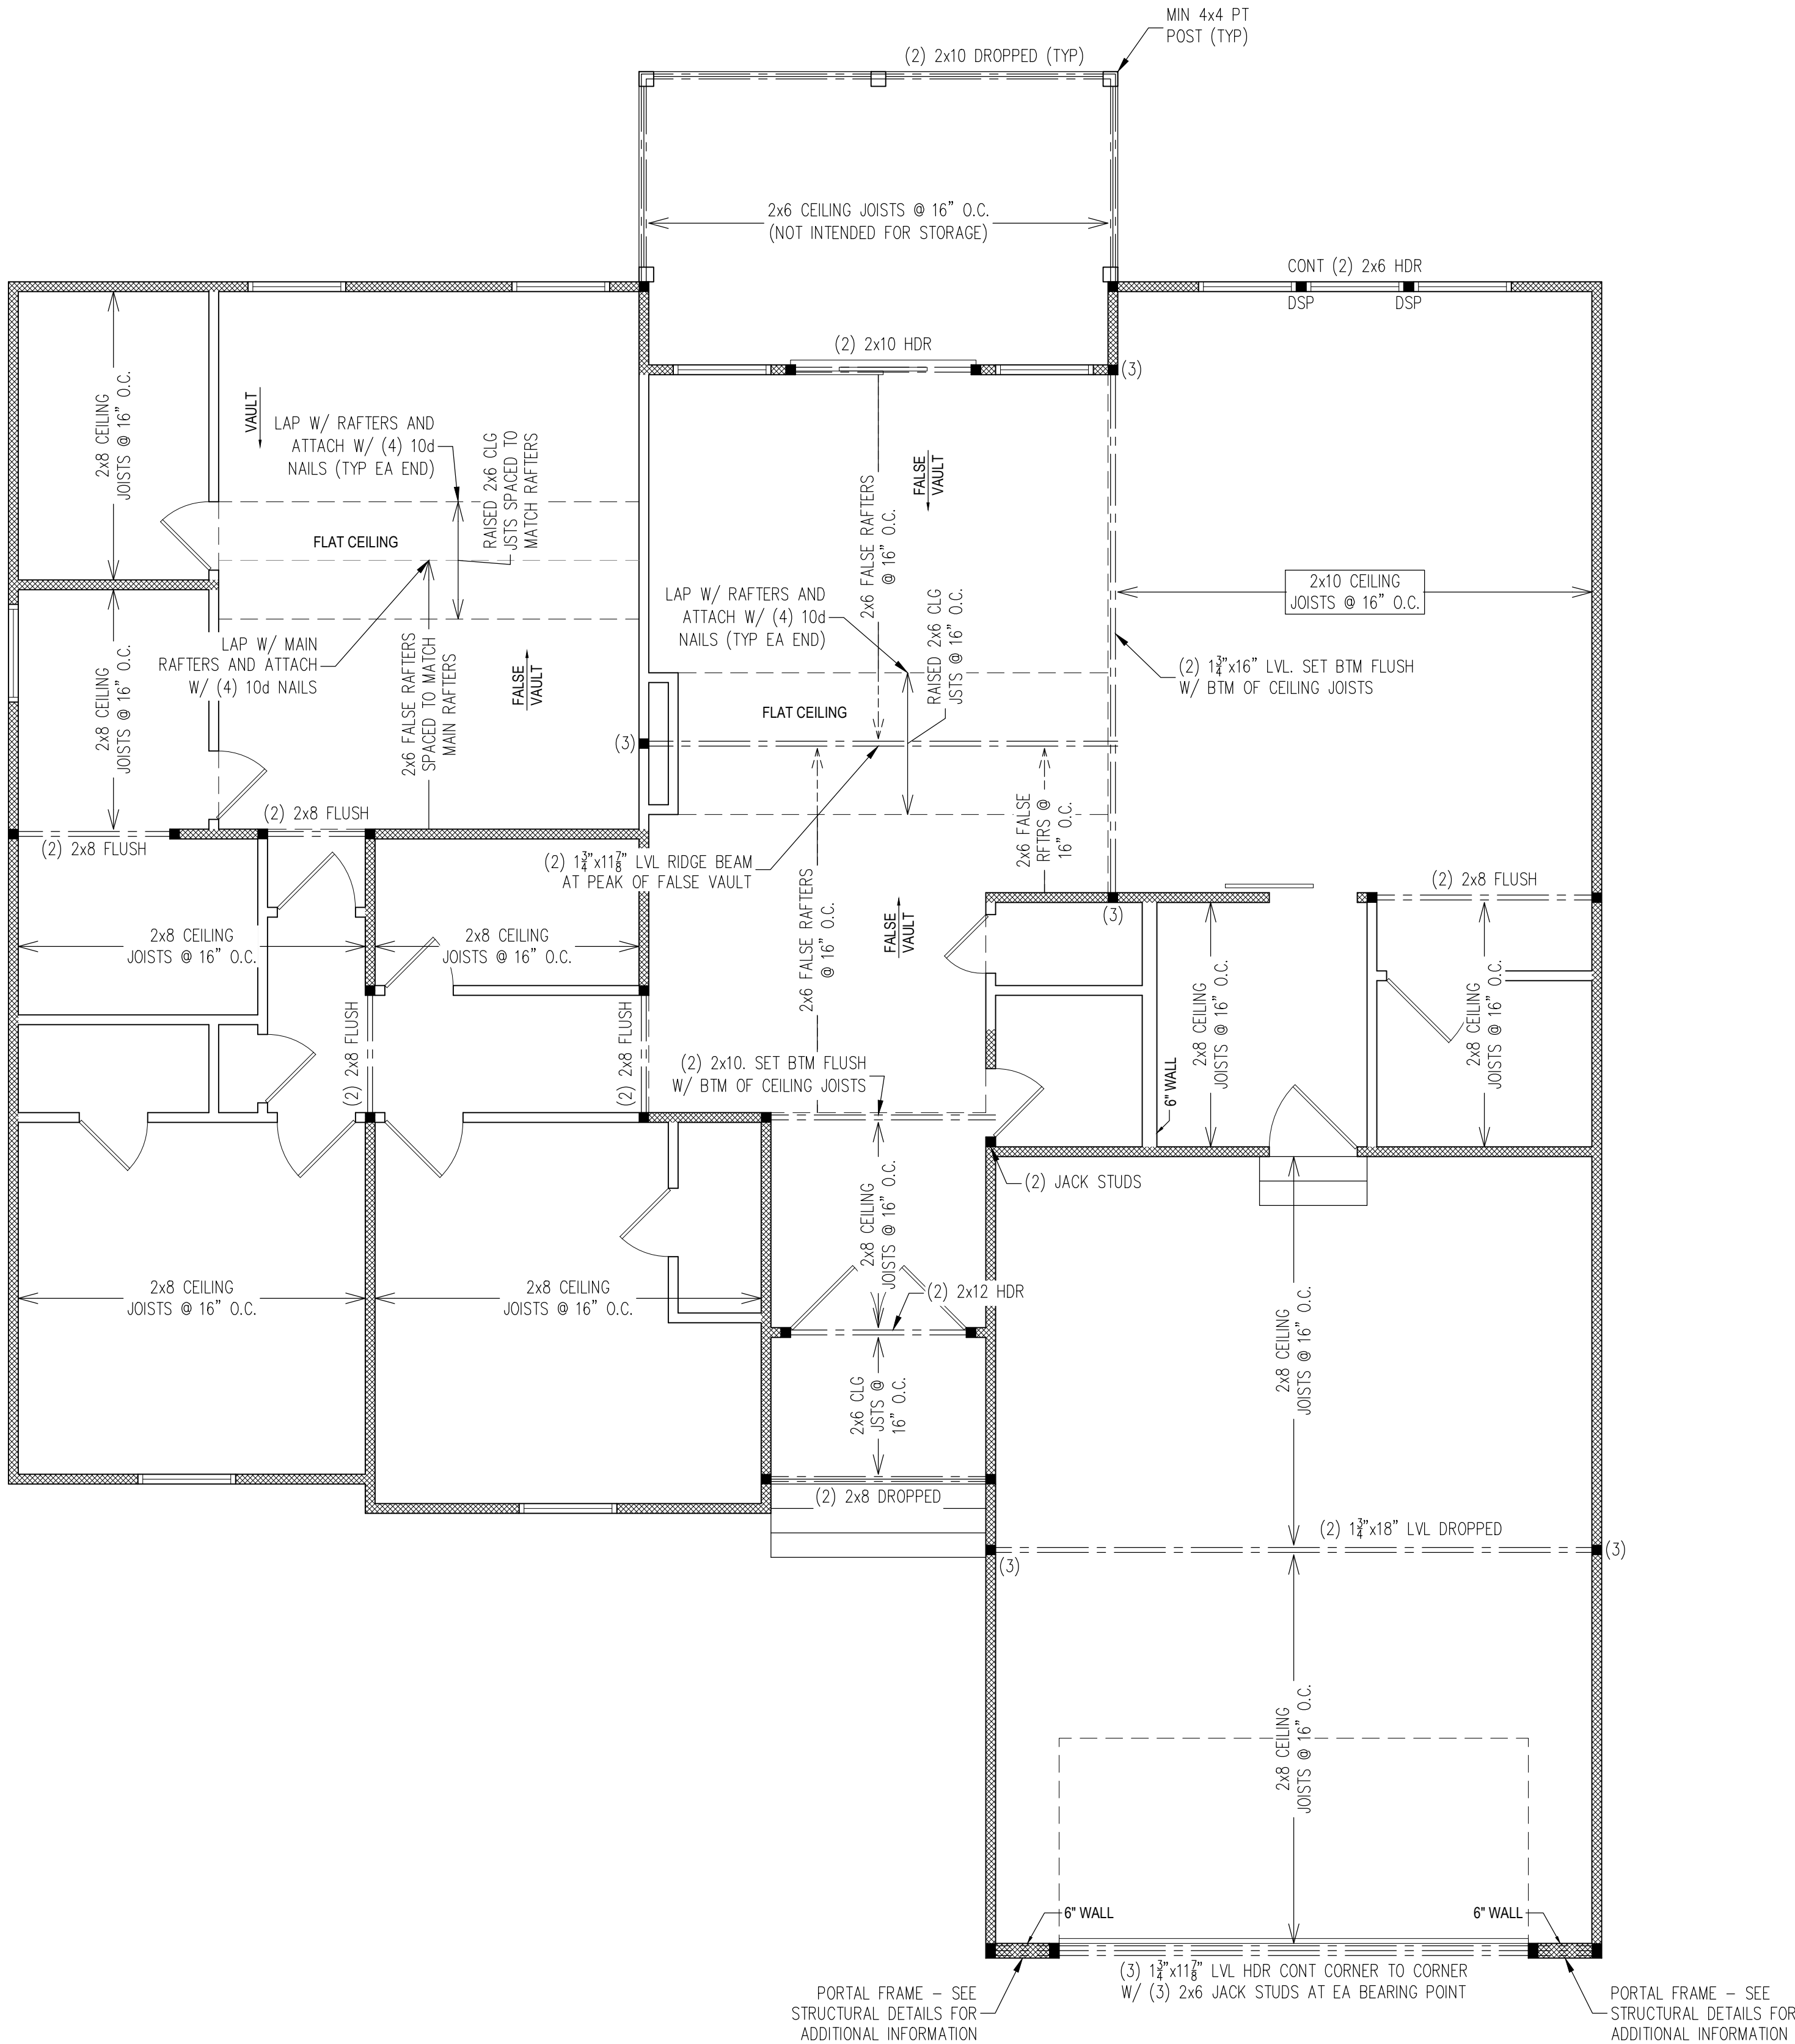 MIN 4x4 PT
POST (TYP)
(2) 2x10 DROPPED (TYP)
2x6 CEILING JOISTS @ 16” O.C.
(NOT INTENDED FOR STORAGE)
CONT (2) 2x6 HDR
DSP
DSP
(2) 2x10 HDR
(3)
2x8 CEILING
JOISTS @ 16” O.C.
VAULT
LAP W/ RAFTERS AND
ATTACH W/ (4) 10d
NAILS (TYP EA END)
RAISED 2x6 CLG
JSTS SPACED TO
MATCH RAFTERS
FLAT CEILING
2x6 FALSE RAFTERS
@ 16” O.C.
FALSE
VAULT
2x10 CEILING
JOISTS @ 16” O.C.
LAP W/ RAFTERS AND
ATTACH W/ (4) 10d
NAILS (TYP EA END)
RAISED 2x6 CLG
JSTS @ 16” O.C.
2x8 CEILING
JOISTS @ 16” O.C.
LAP W/ MAIN
RAFTERS AND ATTACH
W/ (4) 10d NAILS
2x6 FALSE RAFTERS
SPACED TO MATCH
MAIN RAFTERS
FALSE
VAULT
(2) 1¾”x16” LVL. SET BTM FLUSH
W/ BTM OF CEILING JOISTS
FLAT CEILING
(3)
(2) 2x8 FLUSH
(2) 2x8 FLUSH
(2) 1¾”x11⅞” LVL RIDGE BEAM
AT PEAK OF FALSE VAULT
2x6 FALSE
RFTRS @
16” O.C.
(2) 2x8 FLUSH
(3)
2x8 CEILING
JOISTS @ 16” O.C.
2x8 CEILING
JOISTS @ 16” O.C.
2x6 FALSE RAFTERS
@ 16” O.C.
FALSE
VAULT
2x8 CEILING
JOISTS @ 16” O.C.
2x8 CEILING
JOISTS @ 16” O.C.
(2) 2x8 FLUSH
(2) 2x8 FLUSH
(2) 2x10. SET BTM FLUSH
W/ BTM OF CEILING JOISTS
6" WALL
(2) JACK STUDS
2x8 CEILING
JOISTS @ 16” O.C.
2x8 CEILING
JOISTS @ 16” O.C.
2x8 CEILING
JOISTS @ 16” O.C.
(2) 2x12 HDR
2x8 CEILING
JOISTS @ 16” O.C.
2x6 CLG
JSTS @
16” O.C.
(2) 2x8 DROPPED
(2) 1¾”x18” LVL DROPPED
(3)
(3)
2x8 CEILING
JOISTS @ 16” O.C.
6" WALL
6" WALL
(3) 1¾”x11⅞” LVL HDR CONT CORNER TO CORNER
W/ (3) 2x6 JACK STUDS AT EA BEARING POINT
PORTAL FRAME – SEE
STRUCTURAL DETAILS FOR
ADDITIONAL INFORMATION
PORTAL FRAME – SEE
STRUCTURAL DETAILS FOR
ADDITIONAL INFORMATION